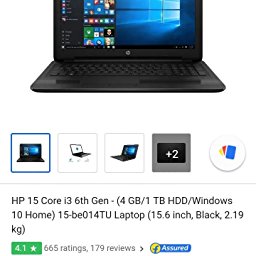 +2
HP 15 Core i3 6th Gen - (4 GB/1 TB HDD/Windows
10 Home) 15-be014TU Laptop (15.6 inch, Black, 2.19
kg)
4.1 ★ 665 ratings, 179 reviews > Assured